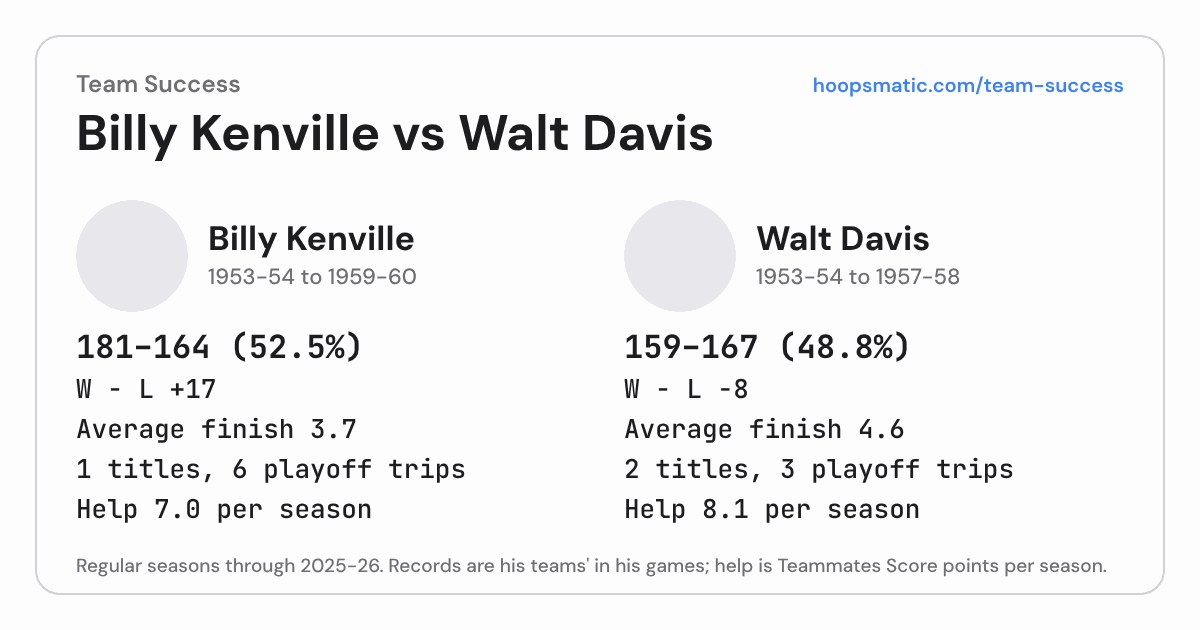 Team Success
hoopsmatic.com/team-success
Billy Kenville vs Walt Davis
Billy Kenville
1953-54 to 1959-60
181-164 (52.5%)
W - L +17
Average finish 3.7
1 titles, 6 playoff trips
Help 7.0 per season
Walt Davis
1953-54 to 1957-58
159-167 (48.8%)
W - L -8
Average finish 4.6
2 titles, 3 playoff trips
Help 8.1 per season
Regular seasons through 2025-26. Records are his teams' in his games; help is Teammates Score points per season.